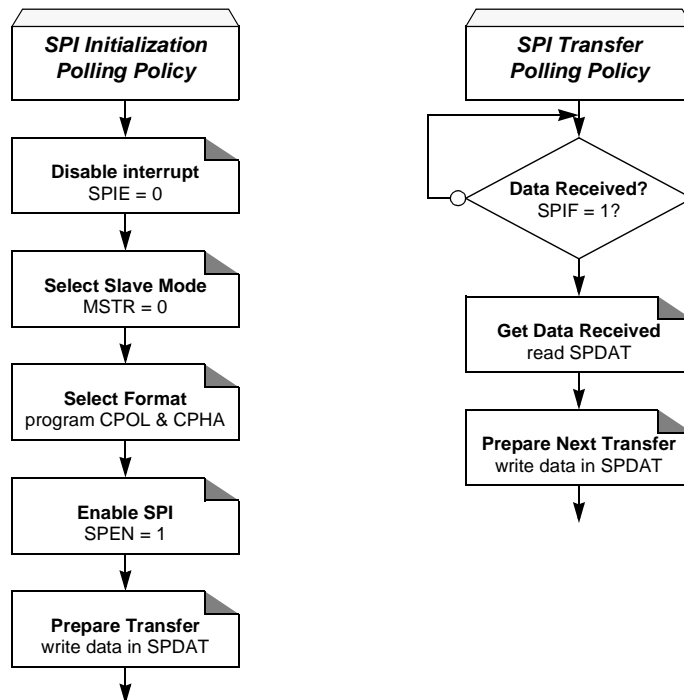 SPI Initialization
Polling Policy
Disable interrupt
SPIE = 0
Select Slave Mode
MSTR = 0
Select Format
program CPOL & CPHA
Enable SPI
SPEN = 1
Prepare Transfer
write data in SPDAT
SPI Transfer
Polling Policy
Data Received?
SPIF = 1?
Get Data Received
read SPDAT
Prepare Next Transfer
write data in SPDAT